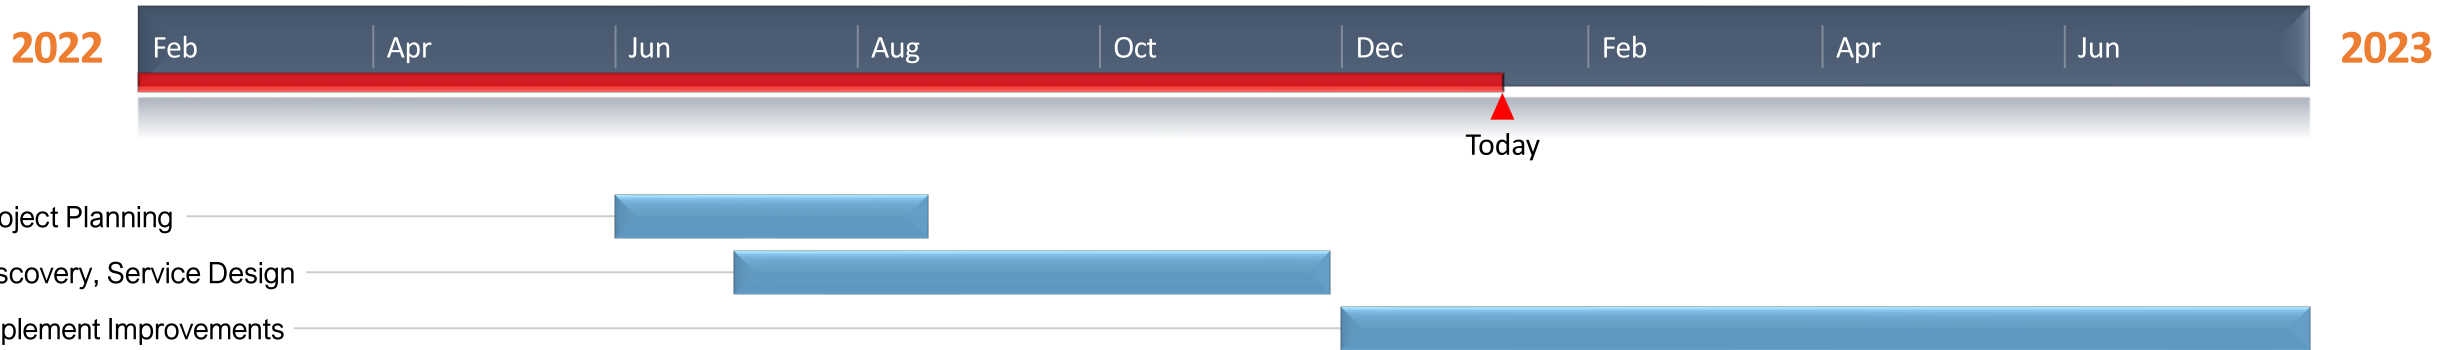 2022 Feb Apr Jun Aug Oct Dec Feb Apr Jun 2023
Today
oject Planning
scovery, Service Design
plement Improvements